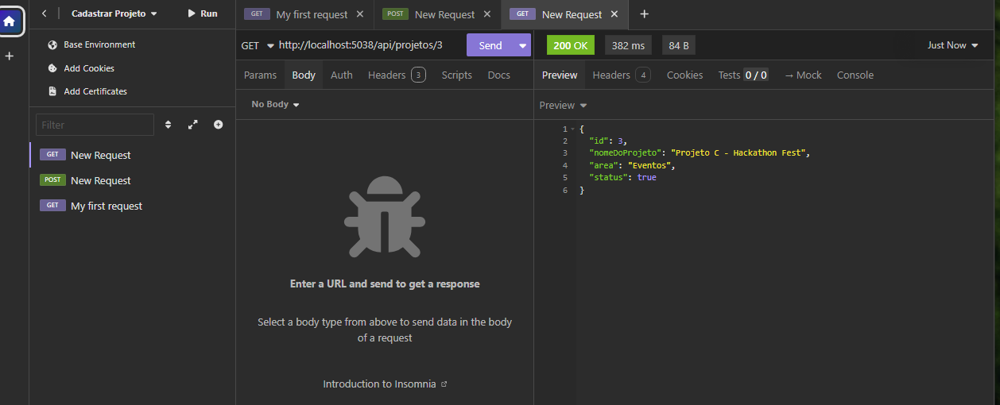 Cadastrar Projeto
Run
Base Environment
Add Cookies
Add Certificates
Filter
GET New Request
POST New Request
GET My first request
GET My first request
POST New Request
GET New Request
GET http://localhost:5038/api/projetos/3 Send
Params Body Auth Headers 3 Scripts Docs
No Body
Enter a URL and send to get a response
Select a body type from above to send data in the body
of a request
Introduction to Insomnia
200 OK 382 ms 84 B Just Now
Preview Headers 4 Cookies Tests 0 / 0 → Mock Console
Preview
1 {
2 "id": 3,
3 "nomeDoProjeto": "Projeto C - Hackathon Fest",
4 "area": "Eventos",
5 "status": true
6 }